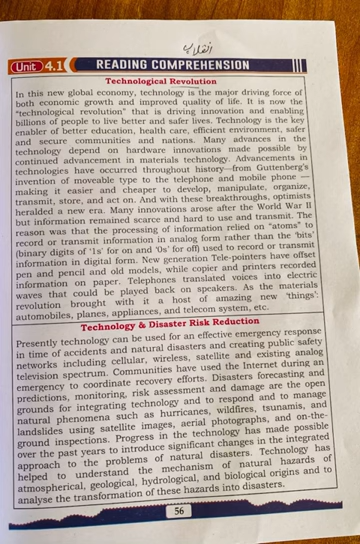 Unit 4.1 READING COMPREHENSION
Technological Revolution
In this new global economy, technology is the major driving force of
both economic growth and improved quality of life. It is now the
"technological revolution" that is driving innovation and enabling
billions of people to live better and safer lives. Technology is the key
enabler of better education, health care, efficient environment, safer
and secure communities and nations. Many advances in the
technology depend on hardware innovations made possible by
continued advancement in materials technology. Advancements in
technologies have occurred throughout history—from Guttenberg's
invention of moveable type to the telephone and mobile phone —
making it easier and cheaper to develop, manipulate, organize,
transmit, store, and act on. And with these breakthroughs, optimists
heralded a new era. Many innovations arose after the World War II
but information remained scarce and hard to use and transmit. The
reason was that the processing of information relied on "atoms" to
record or transmit information in analog form rather than the 'bits'
(binary digits of '1s' for on and '0s' for off) used to record or transmit
information in digital form. New generation Tele-pointers have offset
pen and pencil and old models, while copier and printers recorded
information on paper. Telephones translated voices into electric
waves that could be played back on speakers. As the materials
revolution brought with it a host of amazing new 'things':
automobiles, planes, appliances, and telecom system, etc.
Technology & Disaster Risk Reduction
Presently technology can be used for an effective emergency response
in time of accidents and natural disasters and creating public safety
networks including cellular, wireless, satellite and existing analog
television spectrum. Communities have used the Internet during an
emergency to coordinate recovery efforts. Disasters forecasting and
predictions, monitoring, risk assessment and damage are the open
grounds for integrating technology and to respond and to manage
natural phenomena such as hurricanes, wildfires, tsunamis, and
landslides using satellite images, aerial photographs, and on-the-
ground inspections. Progress in the technology has made possible
over the past years to introduce significant changes in the integrated
approach to the problems of natural disasters. Technology has
helped to understand the mechanism of natural hazards of
atmospherical, geological, hydrological, and biological origins and to
analyse the transformation of these hazards into disasters.
56